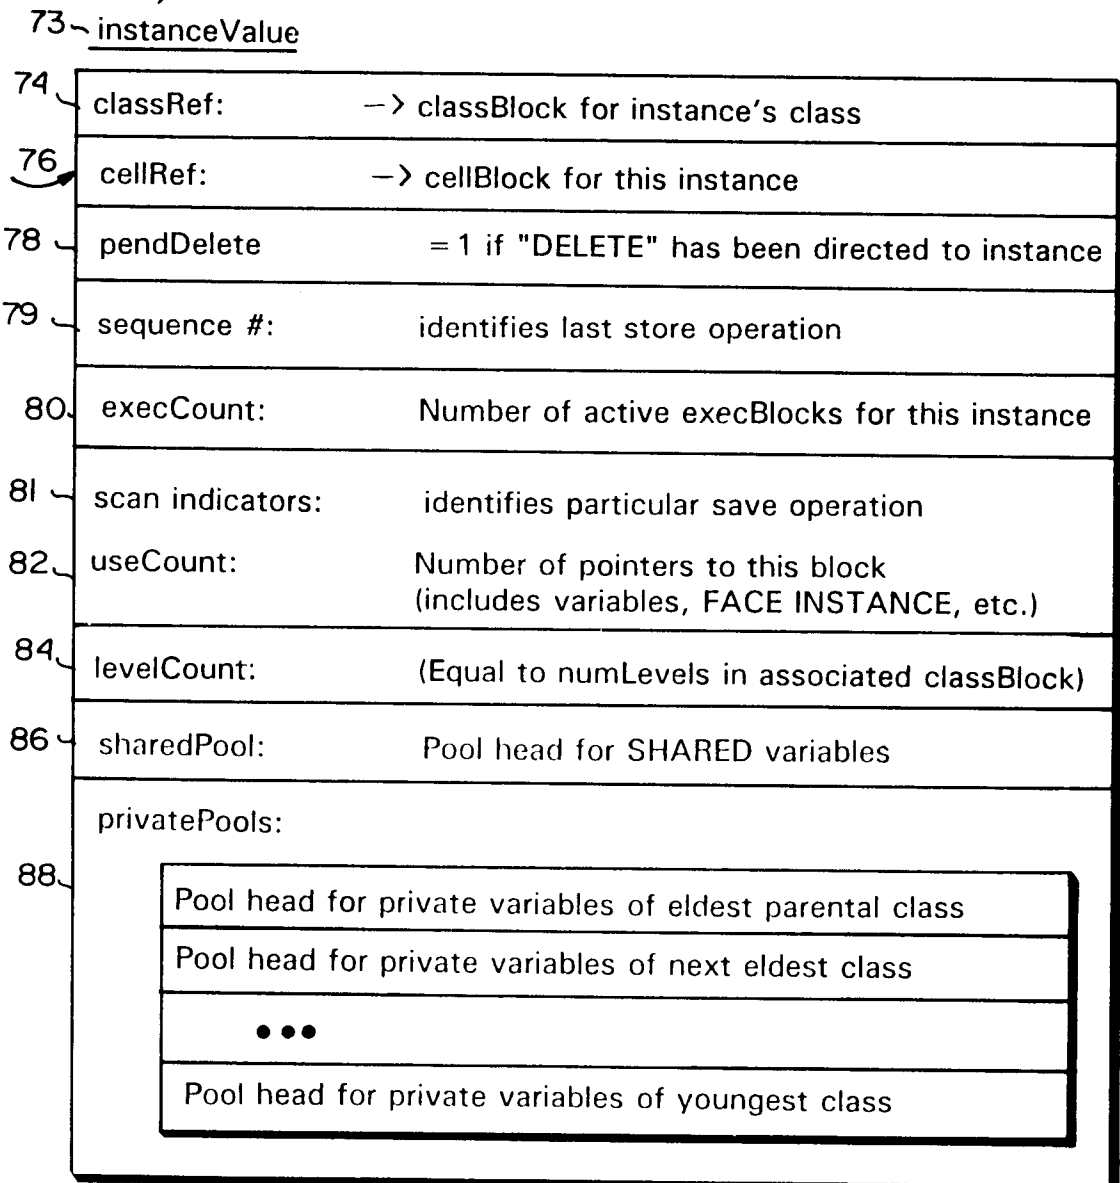 73 instanceValue
74 classRef: —> classBlock for instance's class
76 cellRef: —> cellBlock for this instance
78 pendDelete = 1 if "DELETE" has been directed to instance
79 sequence #: identifies last store operation
80 execCount: Number of active execBlocks for this instance
81 scan indicators: identifies particular save operation
82 useCount: Number of pointers to this block
(includes variables, FACE INSTANCE, etc.)
84 levelCount: (Equal to numLevels in associated classBlock)
86 sharedPool: Pool head for SHARED variables
privatePools:
88
Pool head for private variables of eldest parental class
Pool head for private variables of next eldest class
•••
Pool head for private variables of youngest class